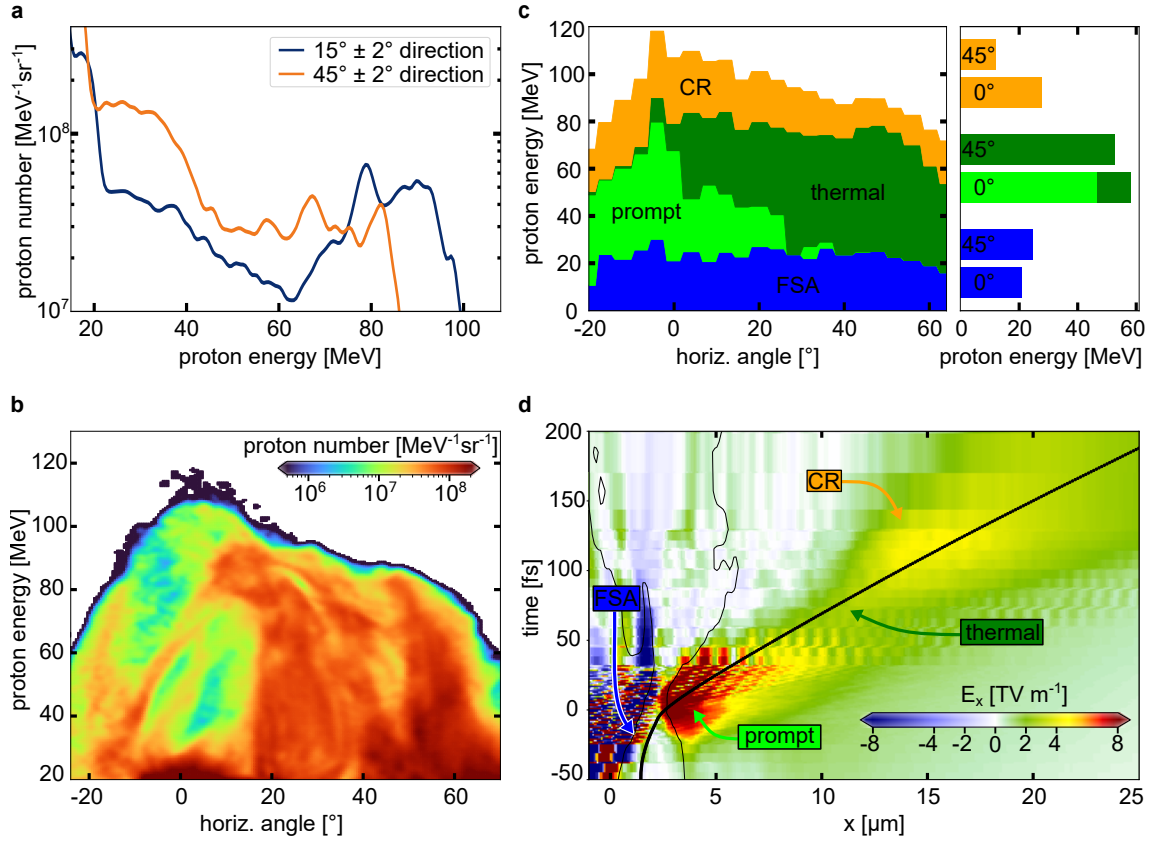 a
15° ± 2° direction
45° ± 2° direction
proton number [MeV⁻¹sr⁻¹]
10⁸
10⁷
20 40 60 80 100
proton energy [MeV]
c
120
100
80
60
40
20
0
proton energy [MeV]
CR
thermal
prompt
FSA
-20 0 20 40 60
horiz. angle [°]
45°
0°
45°
0°
45°
0°
0 20 40 60
proton energy [MeV]
b
proton number [MeV⁻¹sr⁻¹]
10⁶ 10⁷ 10⁸
120
100
80
60
40
20
proton energy [MeV]
-20 0 20 40 60
horiz. angle [°]
d
200
150
100
50
0
-50
time [fs]
CR
FSA
thermal
prompt
Eₓ [TV m⁻¹]
-8 -4 -2 0 2 4 8
0 5 10 15 20 25
x [µm]